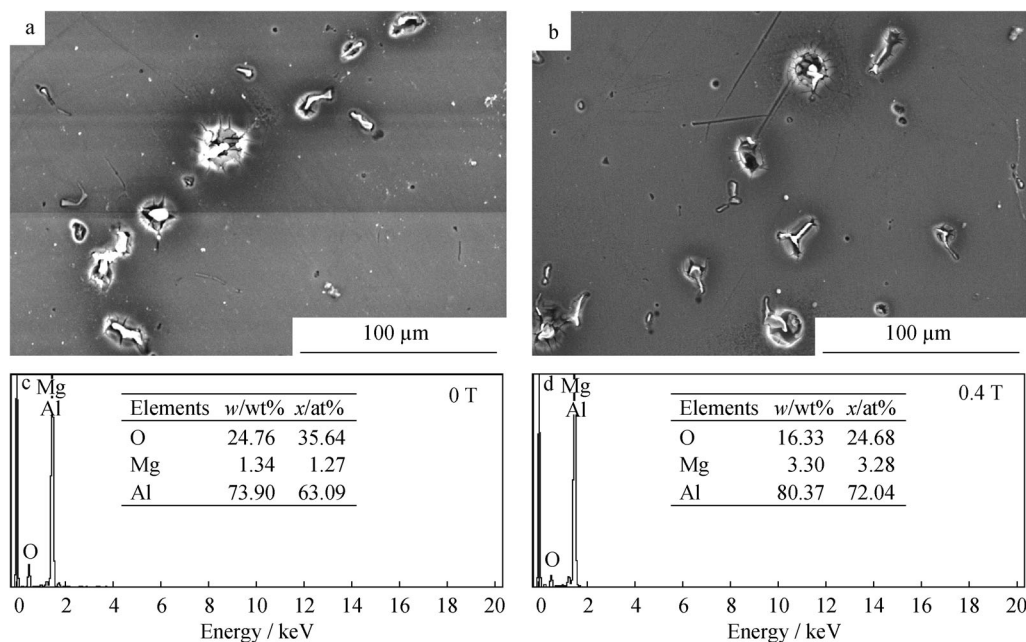 a
b
100 μm
100 μm
c
Mg
Al
0 T
Elements w/wt% x/at%
O 24.76 35.64
Mg 1.34 1.27
Al 73.90 63.09
O
0 2 4 6 8 10 12 14 16 18 20
Energy / keV
d
Mg
Al
0.4 T
Elements w/wt% x/at%
O 16.33 24.68
Mg 3.30 3.28
Al 80.37 72.04
O
0 2 4 6 8 10 12 14 16 18 20
Energy / keV